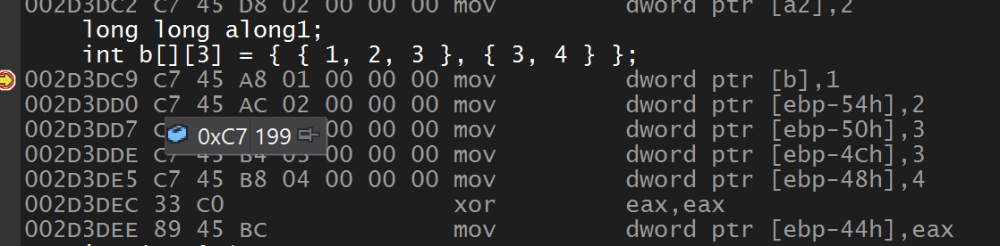 002D3DC2 C7 45 D8 02 00 00 00 mov dword ptr [a2],2
long long along1;
int b[][3] = { { 1, 2, 3 }, { 3, 4 } };
002D3DC9 C7 45 A8 01 00 00 00 mov dword ptr [b],1
002D3DD0 C7 45 AC 02 00 00 00 mov dword ptr [ebp-54h],2
002D3DD7 00 00 00 mov dword ptr [ebp-50h],3
0xC7 199
002D3DDE C7 45 B4 03 00 00 00 mov dword ptr [ebp-4Ch],3
002D3DE5 C7 45 B8 04 00 00 00 mov dword ptr [ebp-48h],4
002D3DEC 33 C0 xor eax,eax
002D3DEE 89 45 BC mov dword ptr [ebp-44h],eax